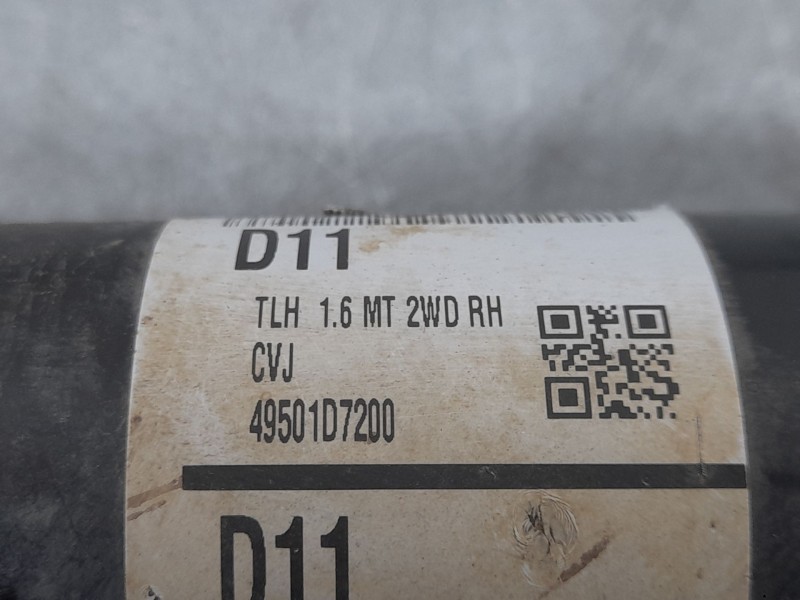 D11
TLH 1.6 MT 2WD RH
CVJ
49501D7200
D11